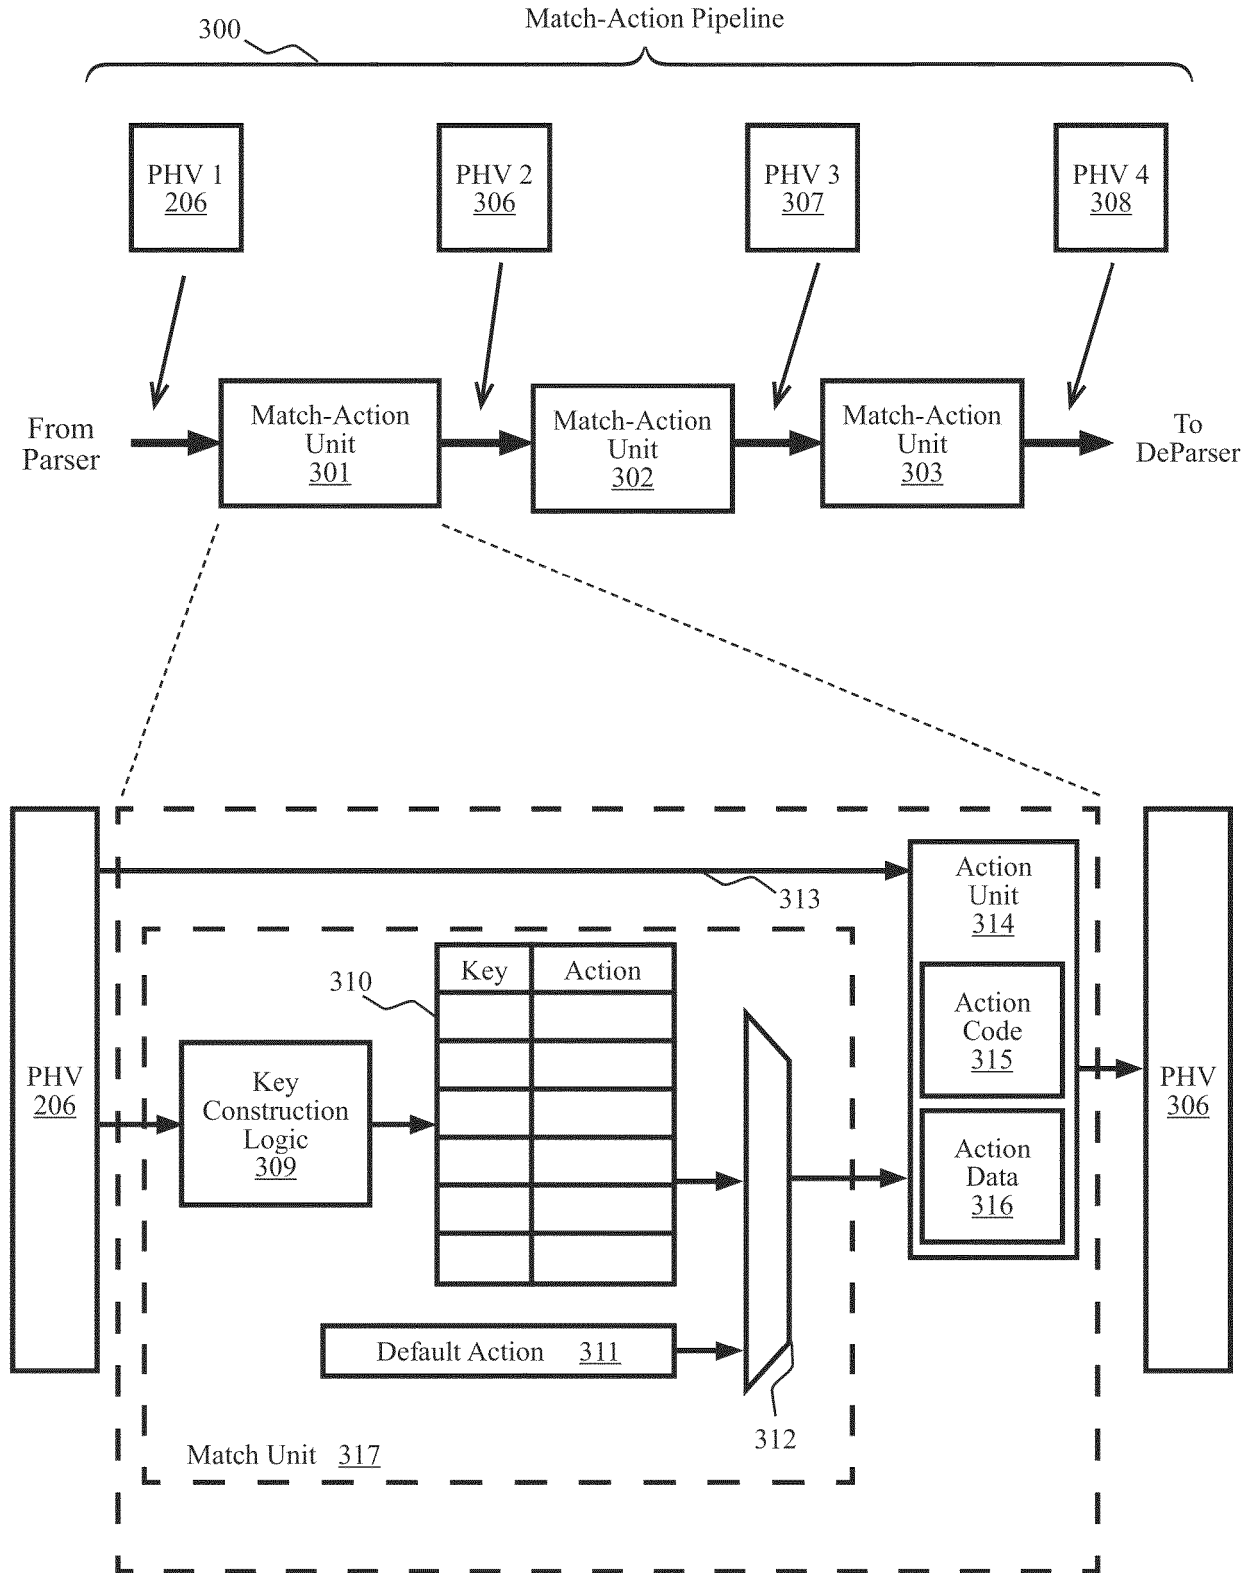 Match-Action Pipeline
300
PHV 1
206
PHV 2
306
PHV 3
307
PHV 4
308
From
Parser
Match-Action
Unit
301
Match-Action
Unit
302
Match-Action
Unit
303
To
DeParser
PHV
206
313
Action
Unit
314
310
Key Action
Key
Construction
Logic
309
Action
Code
315
Action
Data
316
PHV
306
Default Action 311
312
Match Unit 317